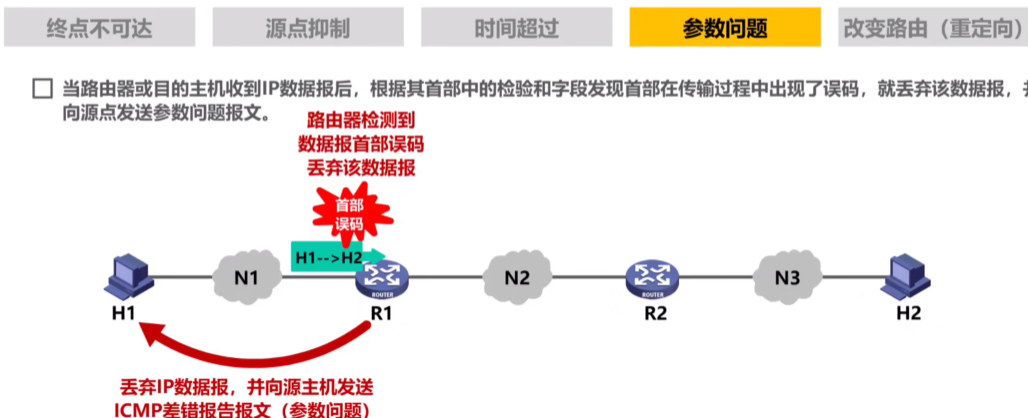 终点不可达
源点抑制
时间超过
参数问题
改变路由（重定向）
当路由器或目的主机收到IP数据报后，根据其首部中的检验和字段发现首部在传输过程中出现了误码，就丢弃该数据报，
向源点发送参数问题报文。
路由器检测到
数据报首部误码
丢弃该数据报
首部
误码
H1-->H2
N1
N2
N3
ROUTER
ROUTER
H1
R1
R2
H2
丢弃IP数据报，并向源主机发送
ICMP差错报告报文（参数问题）